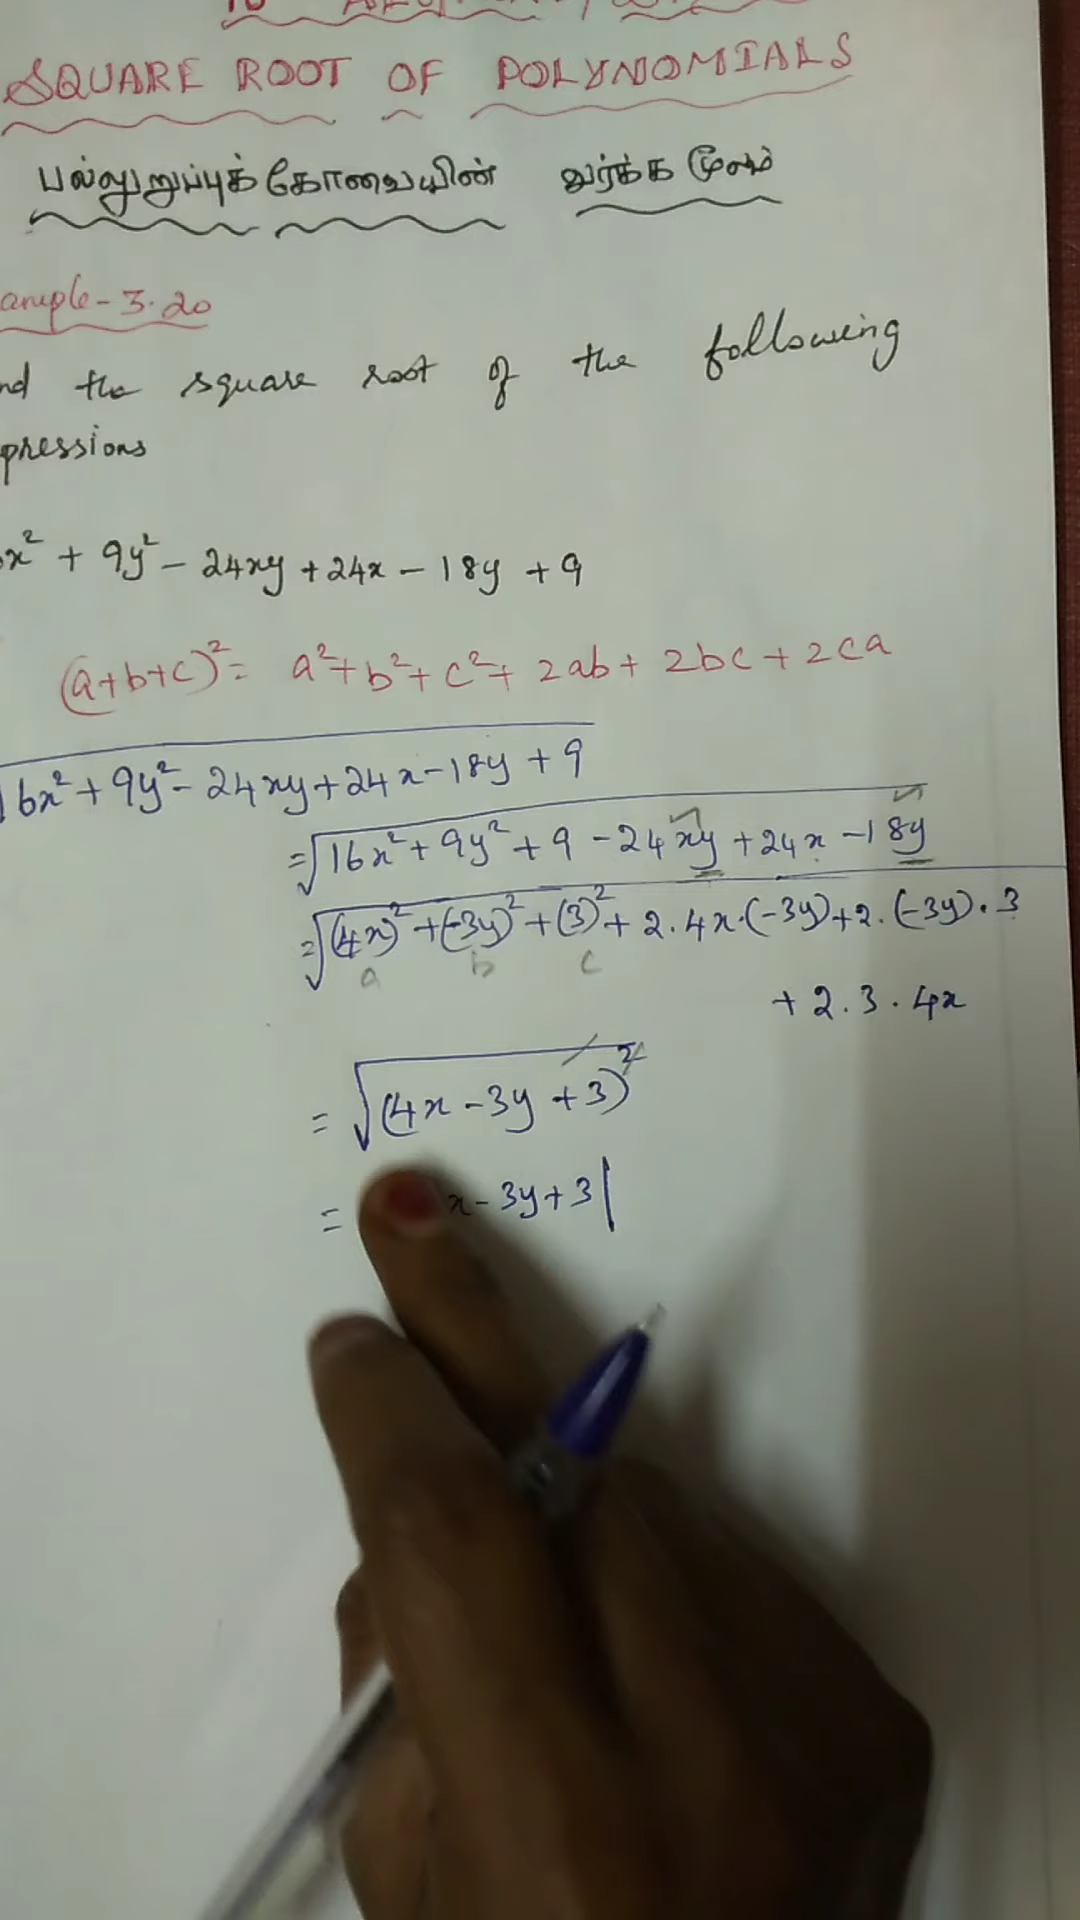 SQUARE ROOT OF POLYNOMIALS
பல்லுறுப்புக்கோவையின் வர்க்க மூலம்
ample-3.20
nd the square root of the following
pressions
x² + 9y² - 24xy + 24x - 18y + 9
(a+b+c)² = a²+b²+c²+ 2ab+ 2bc+2ca
16x²+9y²-24xy+24x-18y+9
=√16x²+9y²+9-24xy+24x-18y
=√(4x)²+(-3y)²+(3)²+2.4x.(-3y)+2.(-3y).3
a b c
+2.3.4x
= √(4x-3y+3)²
= x-3y+3|